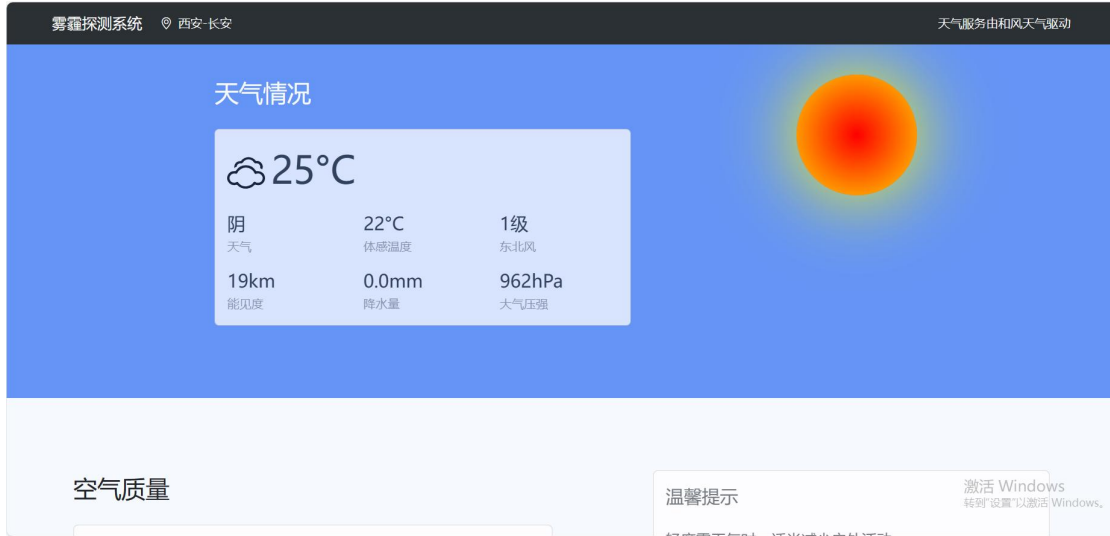 雾霾探测系统 西安-长安 天气服务由和风天气驱动
天气情况
25°C
阴 22°C 1级
天气 体感温度 东北风
19km 0.0mm 962hPa
能见度 降水量 大气压强
空气质量
温馨提示
激活 Windows
转到"设置"以激活 Windows。